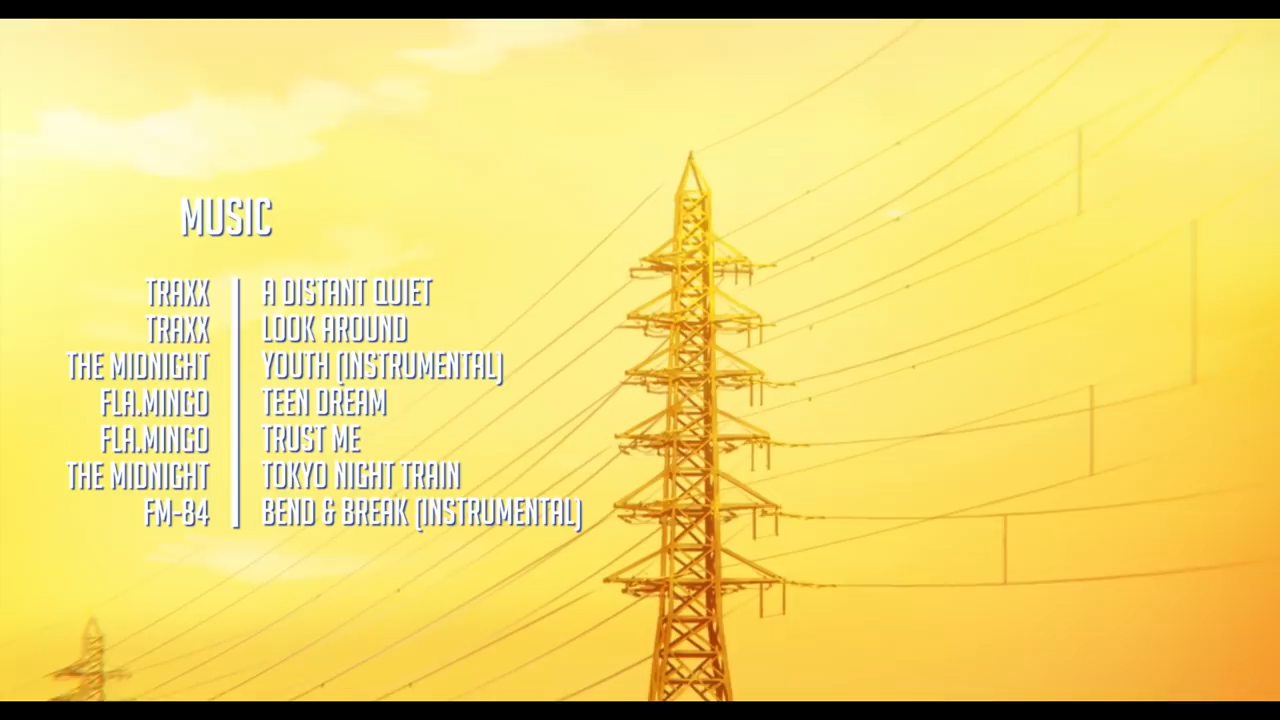 MUSIC
TRAXX | A DISTANT QUIET
TRAXX | LOOK AROUND
THE MIDNIGHT | YOUTH (INSTRUMENTAL)
FLA.MINGO | TEEN DREAM
FLA.MINGO | TRUST ME
THE MIDNIGHT | TOKYO NIGHT TRAIN
FM-84 | BEND & BREAK (INSTRUMENTAL)